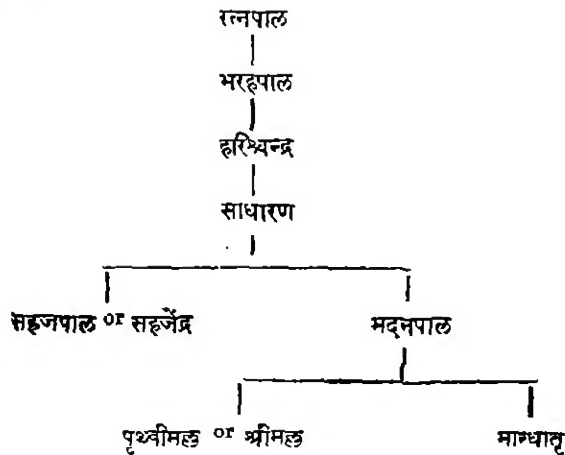 रत्नपाल
भरहपाल
हरिश्चन्द्र
साधारण
सहजपाल or सहजेंद्र मदनपाल
पृथ्वीमल्ल or श्रीमल्ल मान्धातृ